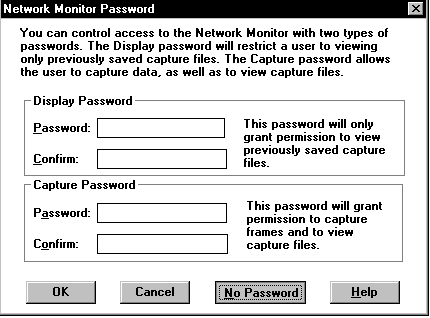 Network Monitor Password
You can control access to the Network Monitor with two types of
passwords. The Display password will restrict a user to viewing
only previously saved capture files. The Capture password allows
the user to capture data, as well as to view capture files.
Display Password
Password:
Confirm:
This password will only
grant permission to view
previously saved capture
files.
Capture Password
Password:
Confirm:
This password will grant
permission to capture
frames and to view
capture files.
OK Cancel No Password Help